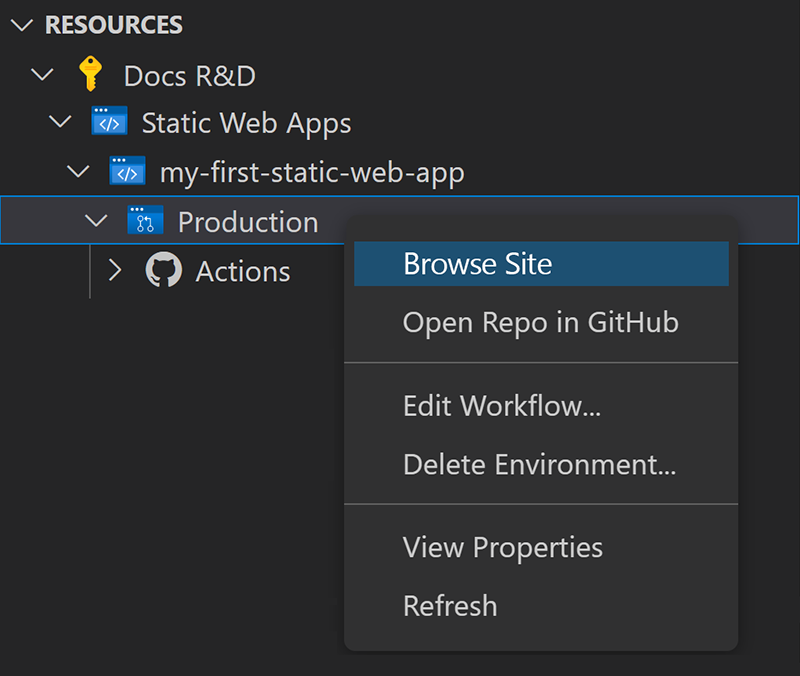 RESOURCES
Docs R&D
Static Web Apps
my-first-static-web-app
Production
Actions
Browse Site
Open Repo in GitHub
Edit Workflow...
Delete Environment...
View Properties
Refresh